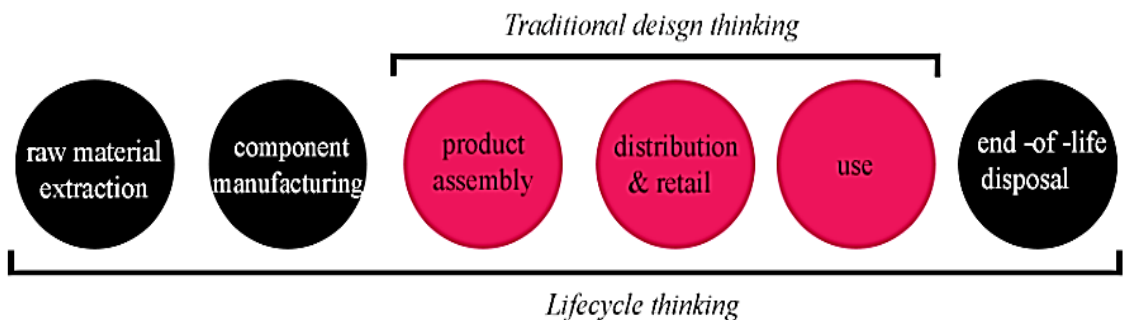 Traditional deisgn thinking
raw material
extraction
component
manufacturing
product
assembly
distribution
& retail
use
end -of -life
disposal
Lifecycle thinking